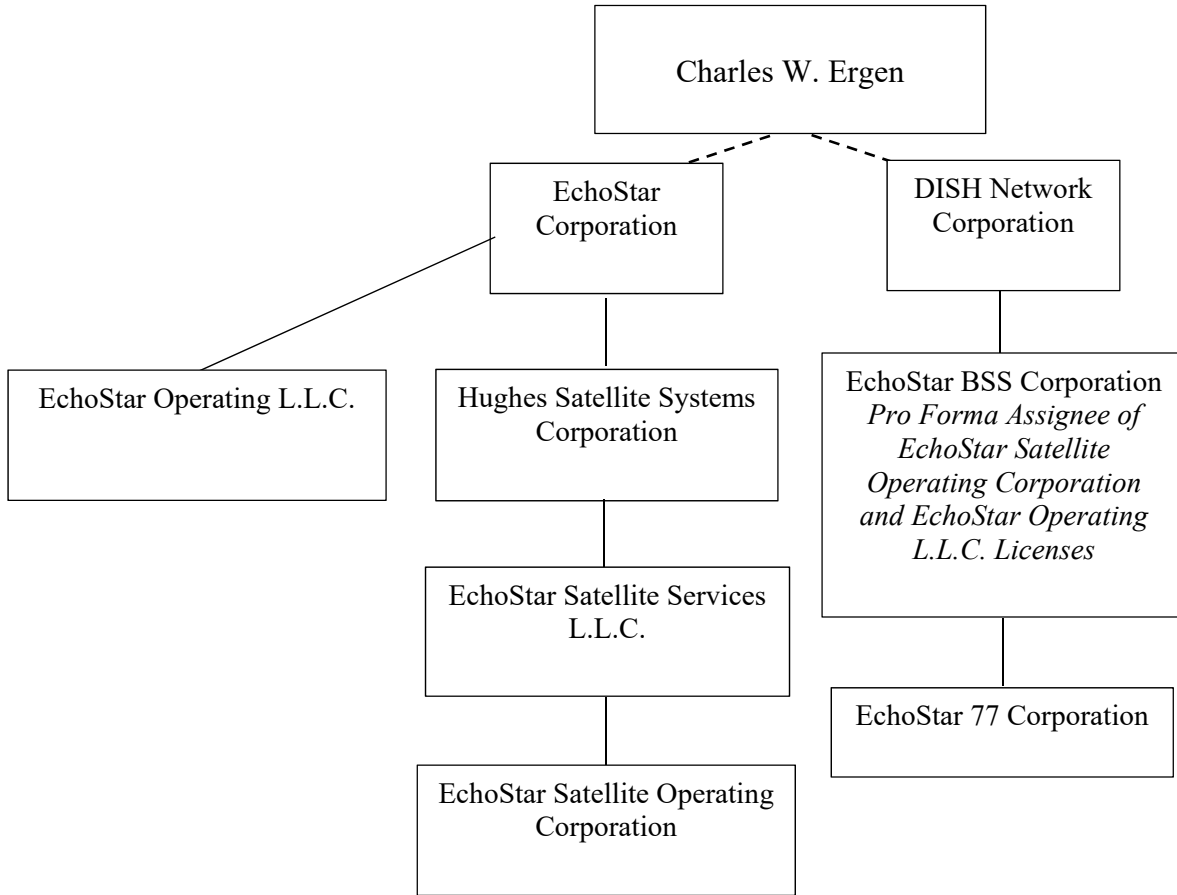 Charles W. Ergen
EchoStar
Corporation
DISH Network
Corporation
EchoStar Operating L.L.C.
Hughes Satellite Systems
Corporation
EchoStar BSS Corporation
Pro Forma Assignee of
EchoStar Satellite
Operating Corporation
and EchoStar Operating
L.L.C. Licenses
EchoStar Satellite Services
L.L.C.
EchoStar 77 Corporation
EchoStar Satellite Operating
Corporation